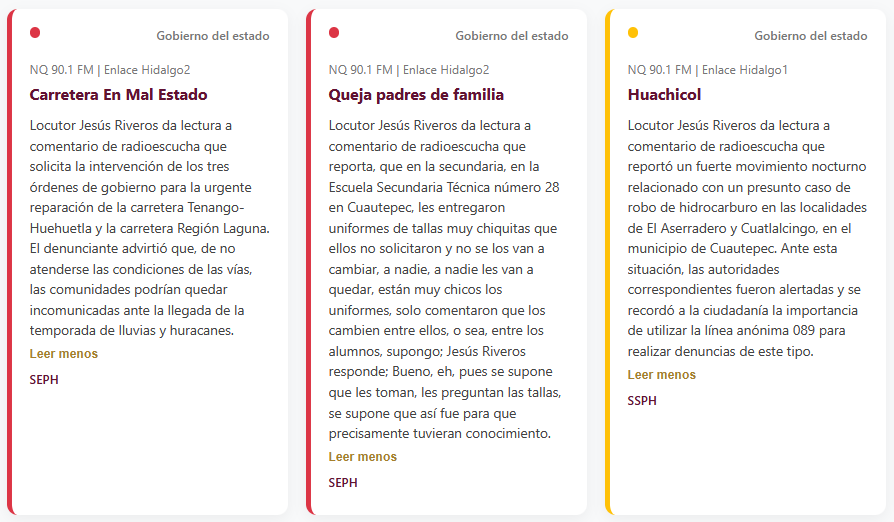 Gobierno del estado
NQ 90.1 FM | Enlace Hidalgo2
Carretera En Mal Estado
Locutor Jesús Riveros da lectura a
comentario de radioescucha que
solicita la intervención de los tres
órdenes de gobierno para la urgente
reparación de la carretera Tenango-
Huehuetla y la carretera Región Laguna.
El denunciante advirtió que, de no
atenderse las condiciones de las vías,
las comunidades podrían quedar
incomunicadas ante la llegada de la
temporada de lluvias y huracanes.
Leer menos
SEPH
Gobierno del estado
NQ 90.1 FM | Enlace Hidalgo2
Queja padres de familia
Locutor Jesús Riveros da lectura a
comentario de radioescucha que
reporta, que en la secundaria, en la
Escuela Secundaria Técnica número 28
en Cuautepec, les entregaron
uniformes de tallas muy chiquitas que
ellos no solicitaron y no se los van a
cambiar, a nadie, a nadie les van a
quedar, están muy chicos los
uniformes, solo comentaron que los
cambien entre ellos, o sea, entre los
alumnos, supongo; Jesús Riveros
responde; Bueno, eh, pues se supone
que les toman, les preguntan las tallas,
se supone que así fue para que
precisamente tuvieran conocimiento.
Leer menos
SEPH
Gobierno del estado
NQ 90.1 FM | Enlace Hidalgo1
Huachicol
Locutor Jesús Riveros da lectura a
comentario de radioescucha que
reportó un fuerte movimiento nocturno
relacionado con un presunto caso de
robo de hidrocarburo en las localidades
de El Aserradero y Cuatlalcingo, en el
municipio de Cuautepec. Ante esta
situación, las autoridades
correspondientes fueron alertadas y se
recordó a la ciudadanía la importancia
de utilizar la línea anónima 089 para
realizar denuncias de este tipo.
Leer menos
SSPH